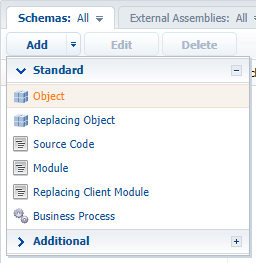 Schemas: All External Assemblies: All
Add Edit Delete
Standard
Object
Replacing Object
Source Code
Module
Replacing Client Module
Business Process
Additional